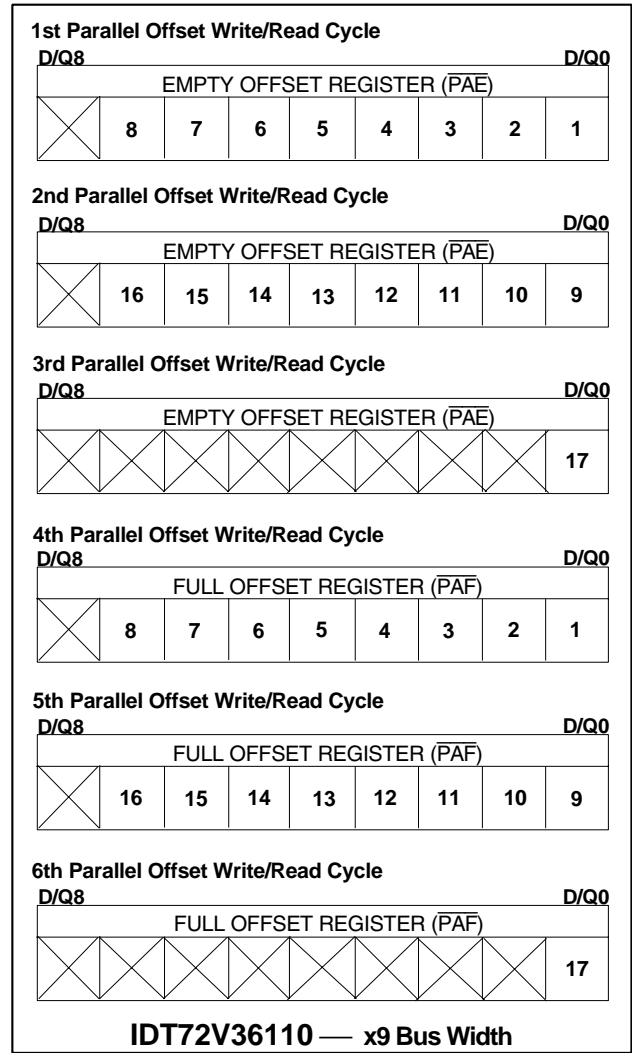 1st Parallel Offset Write/Read Cycle
D/Q8 D/Q0
EMPTY OFFSET REGISTER (PAE)
8 7 6 5 4 3 2 1
2nd Parallel Offset Write/Read Cycle
D/Q8 D/Q0
EMPTY OFFSET REGISTER (PAE)
16 15 14 13 12 11 10 9
3rd Parallel Offset Write/Read Cycle
D/Q8 D/Q0
EMPTY OFFSET REGISTER (PAE)
17
4th Parallel Offset Write/Read Cycle
D/Q8 D/Q0
FULL OFFSET REGISTER (PAF)
8 7 6 5 4 3 2 1
5th Parallel Offset Write/Read Cycle
D/Q8 D/Q0
FULL OFFSET REGISTER (PAF)
16 15 14 13 12 11 10 9
6th Parallel Offset Write/Read Cycle
D/Q8 D/Q0
FULL OFFSET REGISTER (PAF)
17
IDT72V36110 — x9 Bus Width